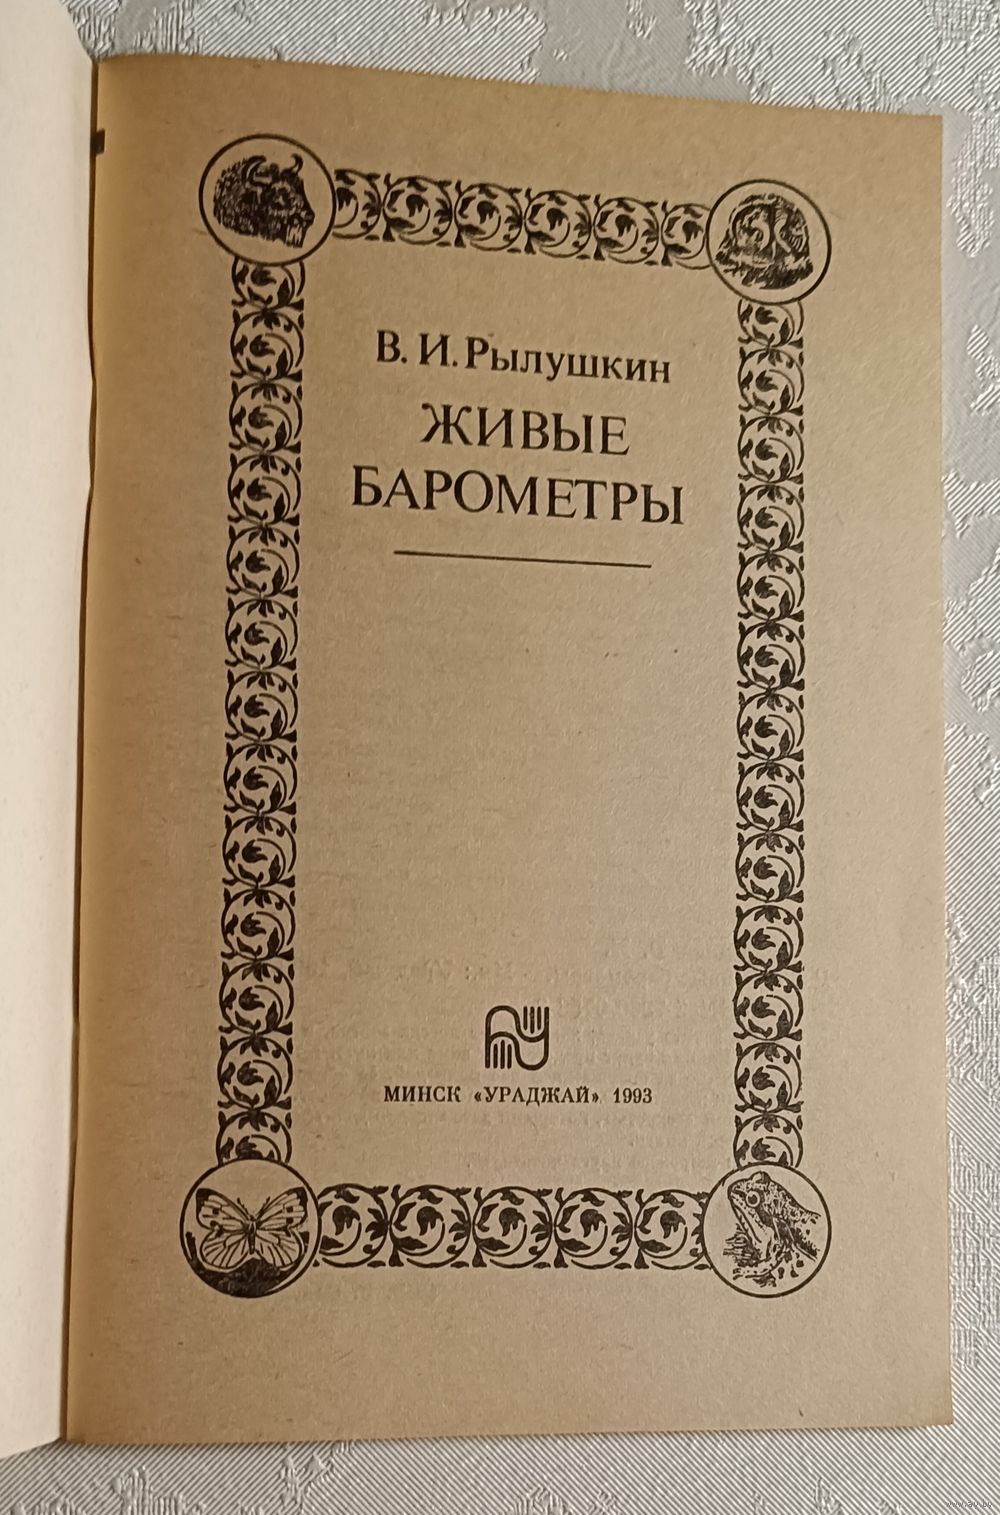 В. И. Рылушкин
ЖИВЫЕ
БАРОМЕТРЫ
МИНСК «УРАДЖАЙ» 1993